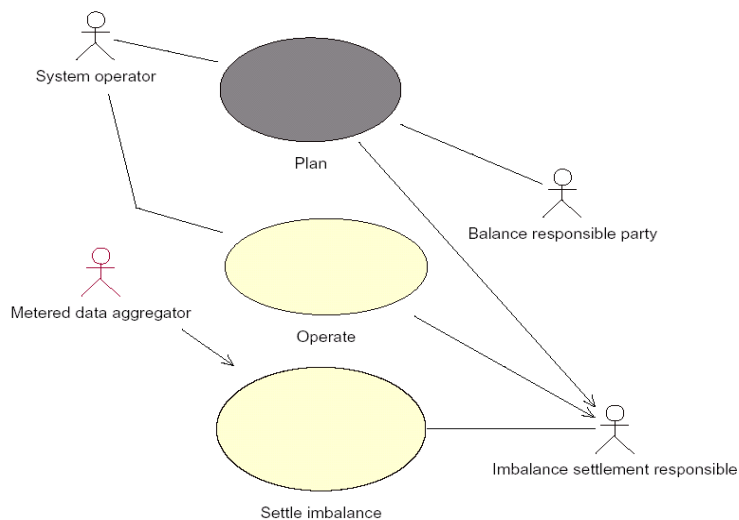 System operator
Plan
Balance responsible party
Metered data aggregator
Operate
Imbalance settlement responsible
Settle imbalance